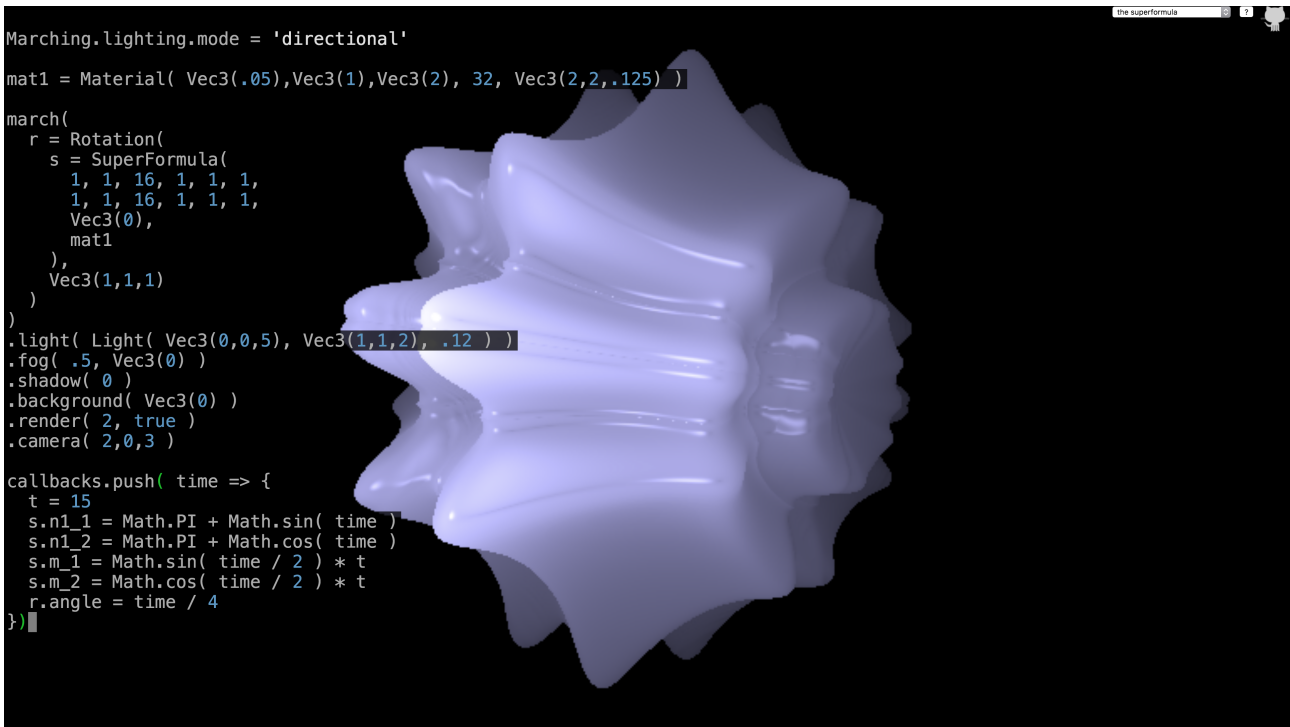 the superformula
?
Marching.lighting.mode = 'directional'
mat1 = Material( Vec3(.05),Vec3(1),Vec3(2), 32, Vec3(2,2,.125) )
march(
  r = Rotation(
    s = SuperFormula(
      1, 1, 16, 1, 1, 1,
      1, 1, 16, 1, 1, 1,
      Vec3(0),
      mat1
    ),
    Vec3(1,1,1)
  )
)
.light( Light( Vec3(0,0,5), Vec3(1,1,2), .12 ) )
.fog( .5, Vec3(0) )
.shadow( 0 )
.background( Vec3(0) )
.render( 2, true )
.camera( 2,0,3 )
callbacks.push( time => {
  t = 15
  s.n1_1 = Math.PI + Math.sin( time )
  s.n1_2 = Math.PI + Math.cos( time )
  s.m_1 = Math.sin( time / 2 ) * t
  s.m_2 = Math.cos( time / 2 ) * t
  r.angle = time / 4
})